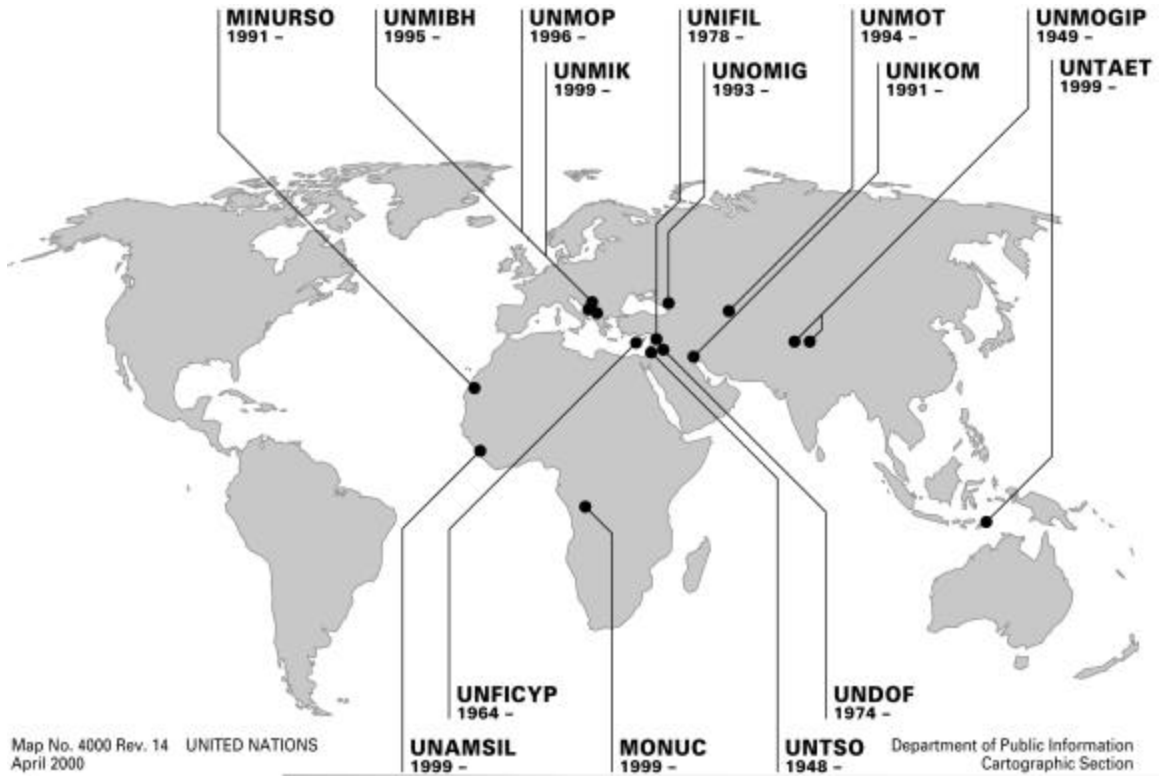 MINURSO
1991 –
UNMIBH
1995 –
UNMOP
1996 –
UNIFIL
1978 –
UNMOT
1994 –
UNMOGIP
1949 –
UNMIK
1999 –
UNOMIG
1993 –
UNIKOM
1991 –
UNTAET
1999 –
UNFICYP
1964 –
UNDOF
1974 –
UNAMSIL
1999 –
MONUC
1999 –
UNTSO
1948 –
Map No. 4000 Rev. 14 UNITED NATIONS
April 2000
Department of Public Information
Cartographic Section